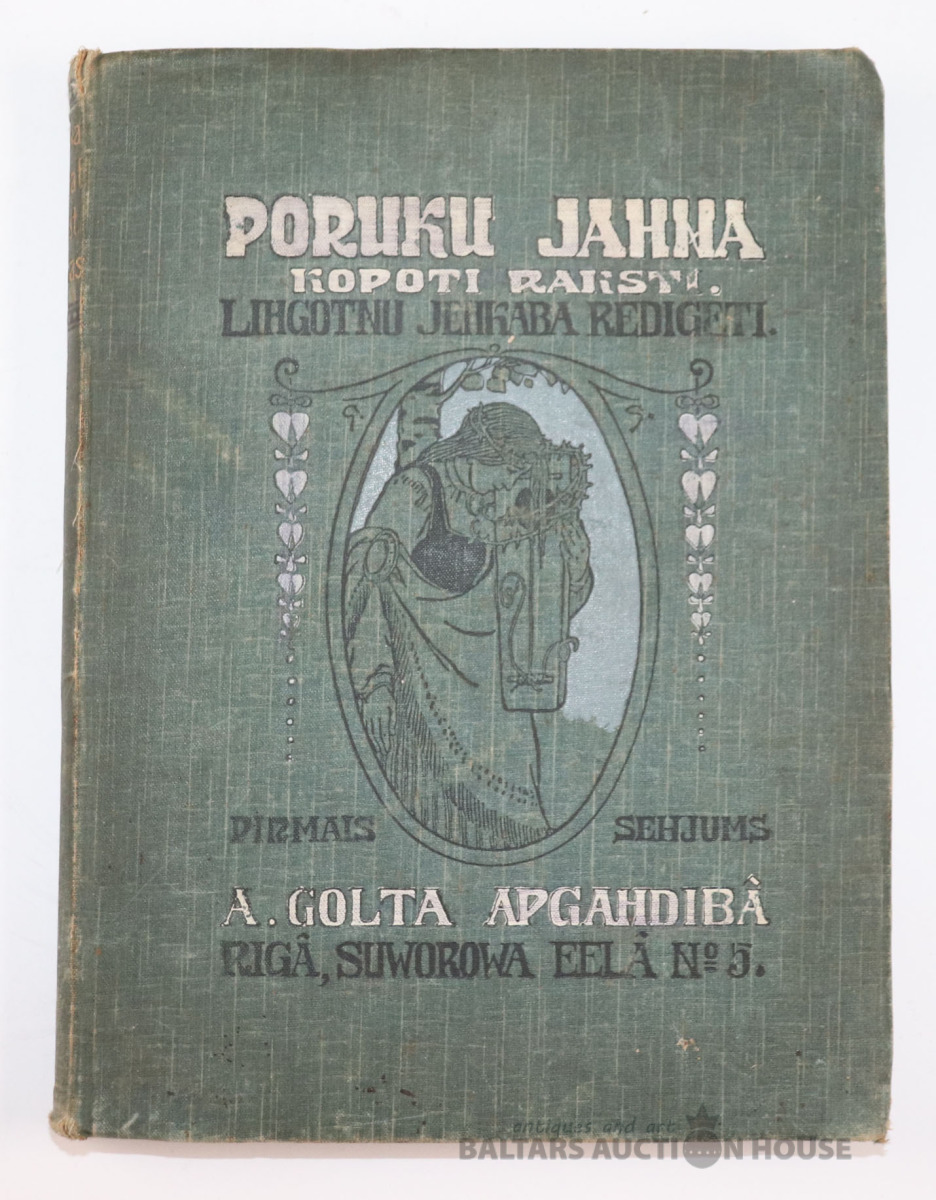 PORUKU JAHNA
KOPOTI RAKSTI.
LIHGOTNU JEHKABA REDIGETI.
G. G.
PIRMAIS SEHJUMS
A. GOLTA APGAHDIBÂ
RIGÂ, SUWOROWA EELÂ No 5.
antiques and art
BALTARS AUCTION HOUSE